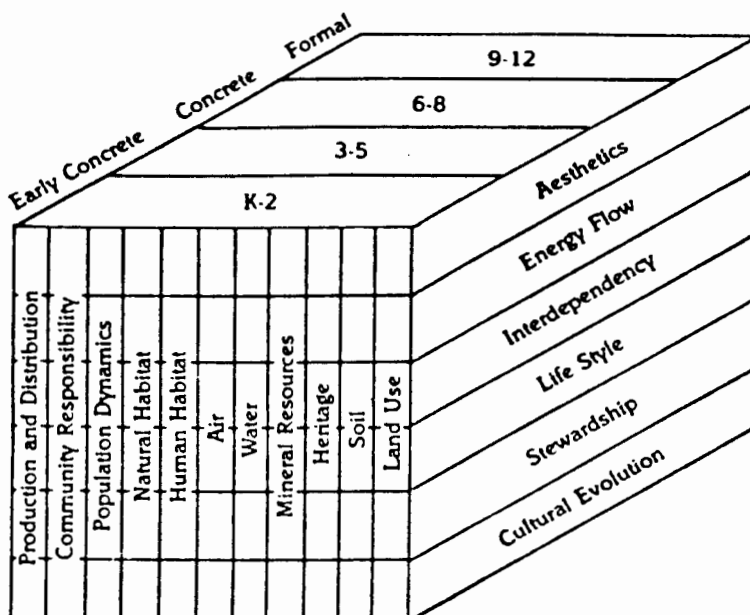 Early Concrete
Concrete
Formal
9-12
6-8
3-5
K-2
Aesthetics
Energy Flow
Interdependency
Life Style
Stewardship
Cultural Evolution
Production and Distribution
Community Responsibility
Population Dynamics
Natural Habitat
Human Habitat
Air
Water
Mineral Resources
Heritage
Soil
Land Use